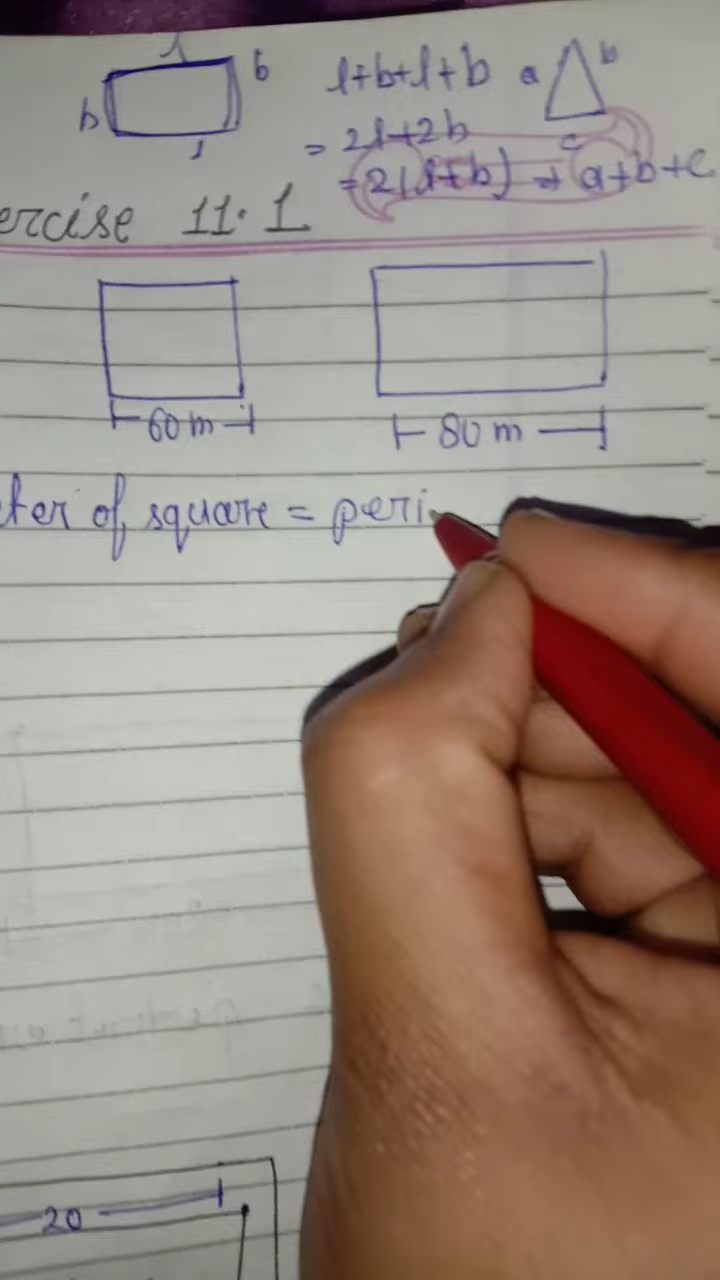 l
b
b
l
l+b+l+b
= 2l+2b
= 2(l+b) → a+b+c
a
b
c
ercise 11.1
60 m
80 m
ter of square = peri
20